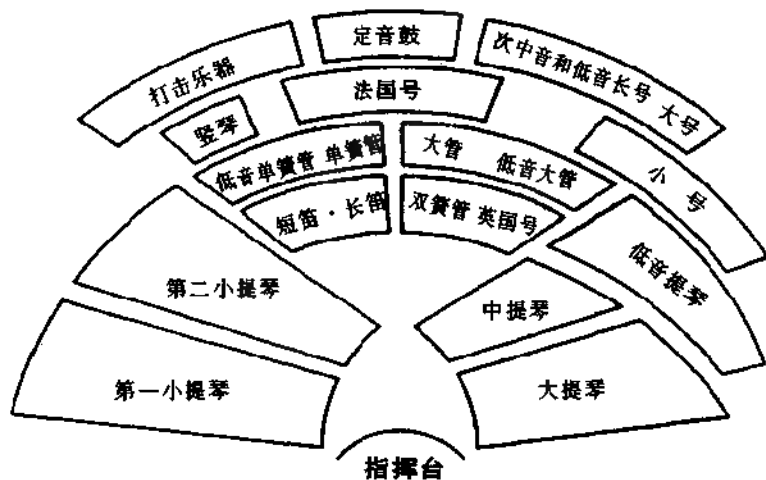 定音鼓
打击乐器
次中音和低音长号 大号
法国号
竖琴
低音单簧管 单簧管
大管 低音大管
小号
短笛·长笛
双簧管 英国号
低音提琴
第二小提琴
中提琴
第一小提琴
大提琴
指挥台